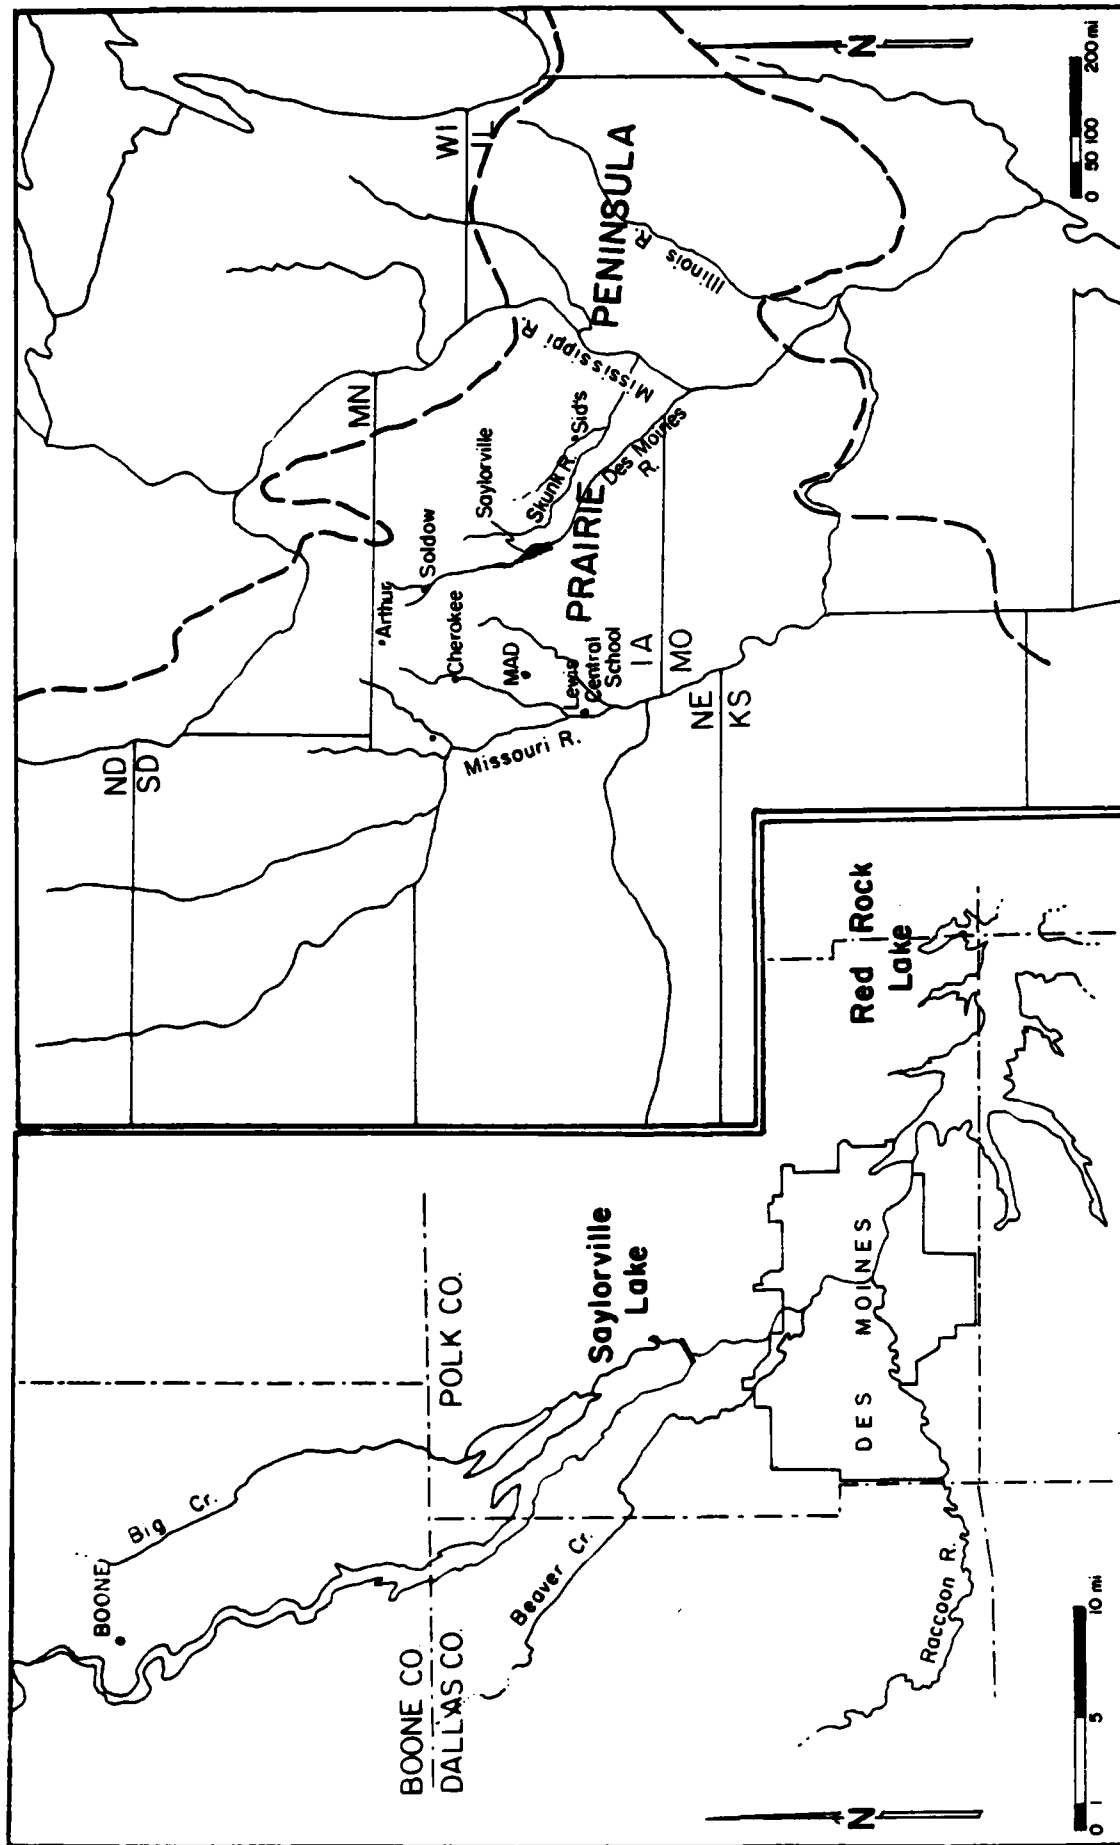 BOONE
Big Cr.
BOONE CO.
DALLAS CO.
POLK CO.
Beaver Cr.
Saylorville
Lake
DES MOINES
Raccoon R.
Red Rock
Lake
N
0 1 5 10 mi
ND
SD
MN
WI
IL
Arthur
Soldow
Cherokee
Saylorville
MAD
Skunk R.
Sid's
Lewis
Central
School
Missouri R.
Mississippi R.
Des Moines
R.
Illinois
R.
PRAIRIE PENINSULA
IA
MO
NE
KS
N
0 50 100 200 mi